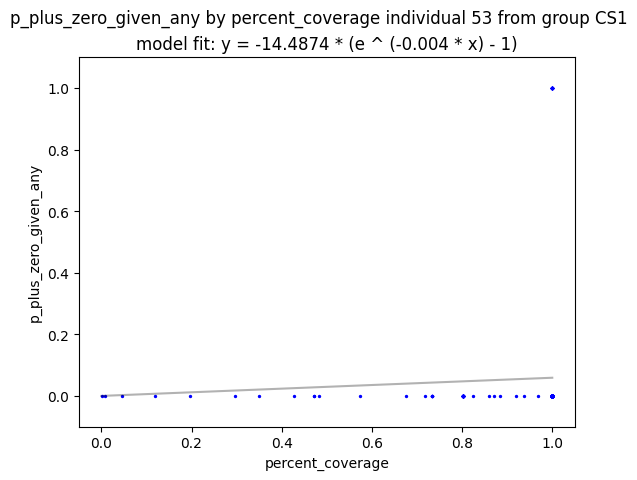 p_plus_zero_given_any by percent_coverage individual 53 from group CS1
model fit: y = -14.4874 * (e ^ (-0.004 * x) - 1)
1.0
0.8
0.6
0.4
0.2
0.0
p_plus_zero_given_any
0.0 0.2 0.4 0.6 0.8 1.0
percent_coverage